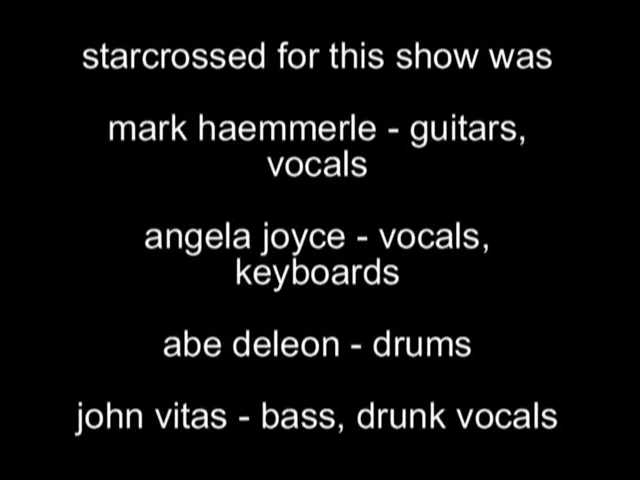 starcrossed for this show was
mark haemmerle - guitars,
vocals
angela joyce - vocals,
keyboards
abe deleon - drums
john vitas - bass, drunk vocals